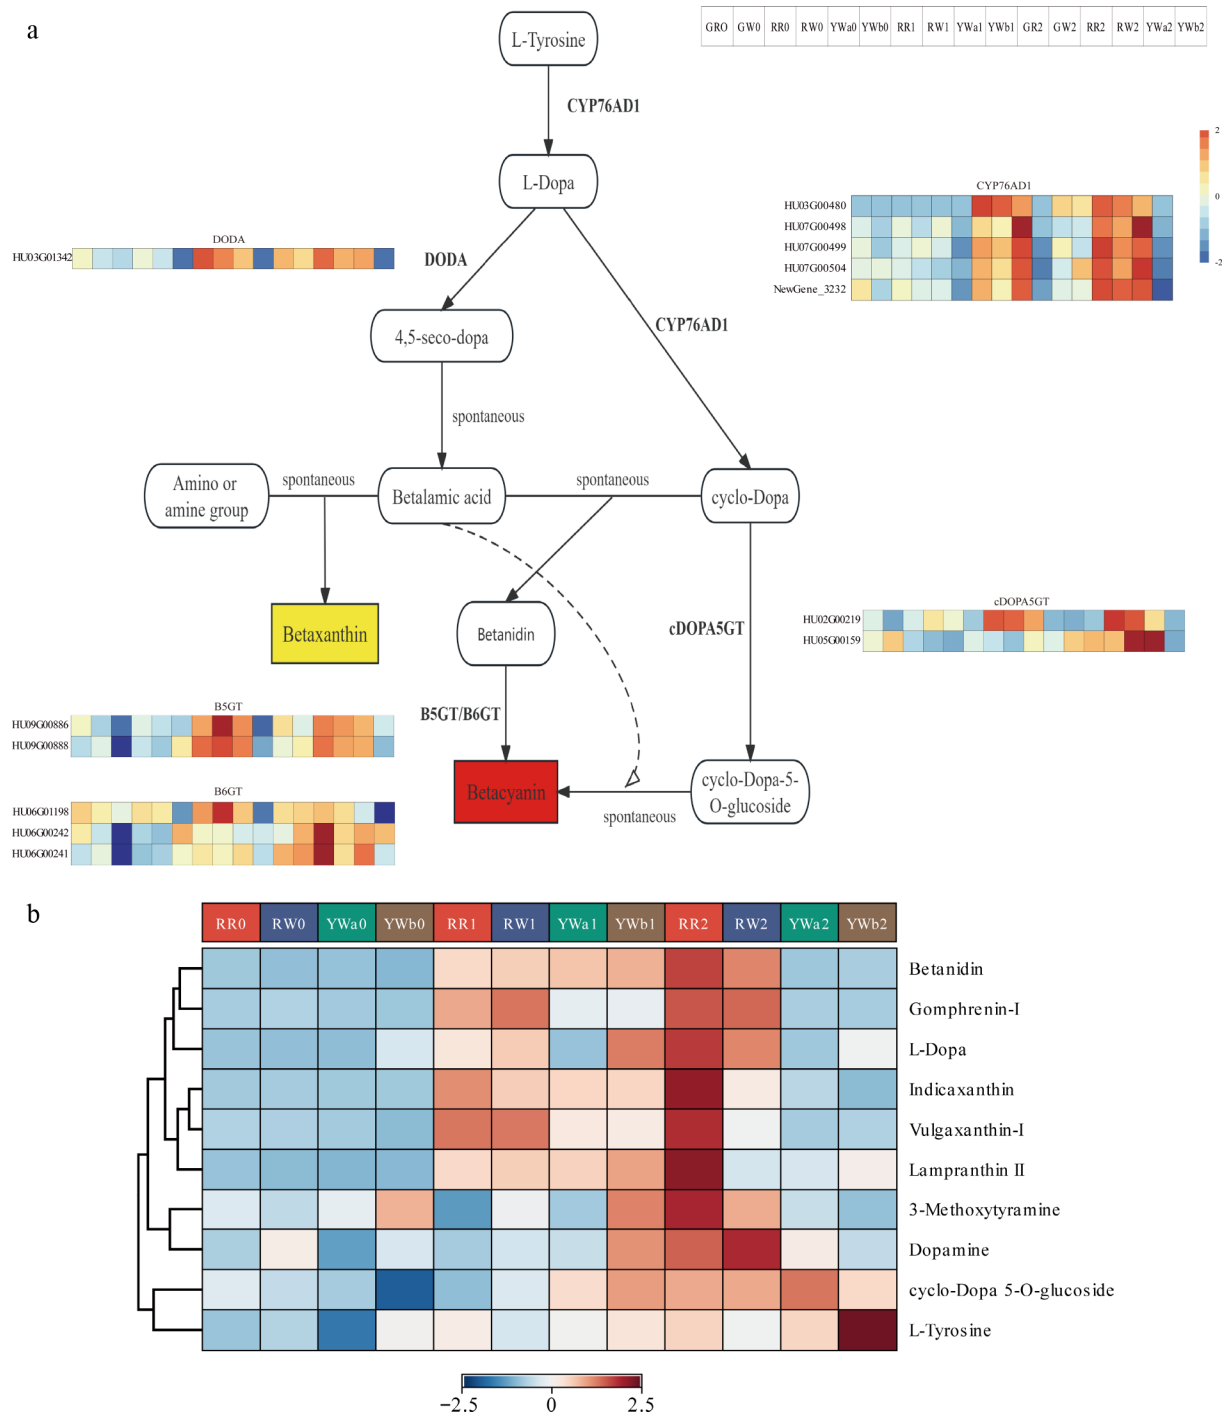 a
L-Tyrosine
GRO GW0 RR0 RW0 YWa0 YWb0 RR1 RW1 YWa1 YWb1 GR2 GW2 RR2 RW2 YWa2 YWb2
CYP76AD1
2
0
-2
L-Dopa
CYP76AD1
HU03G00480
HU07G00498
HU07G00499
HU07G00504
NewGene_3232
DODA
HU03G01342
DODA
CYP76AD1
4,5-seco-dopa
spontaneous
Amino or
amine group
spontaneous
Betalamic acid
spontaneous
cyclo-Dopa
Betaxanthin
Betanidin
cDOPA5GT
cDOPA5GT
HU02G00219
HU05G00159
B5GT
HU09G00886
HU09G00888
B5GT/B6GT
B6GT
HU06G01198
HU06G00242
HU06G00241
Betacyanin
spontaneous
cyclo-Dopa-5-
O-glucoside
b
RR0 RW0 YWa0 YWb0 RR1 RW1 YWa1 YWb1 RR2 RW2 YWa2 YWb2
Betanidin
Gomphrenin-I
L-Dopa
Indicaxanthin
Vulgaxanthin-I
Lampranthin II
3-Methoxytyramine
Dopamine
cyclo-Dopa 5-O-glucoside
L-Tyrosine
−2.5 0 2.5